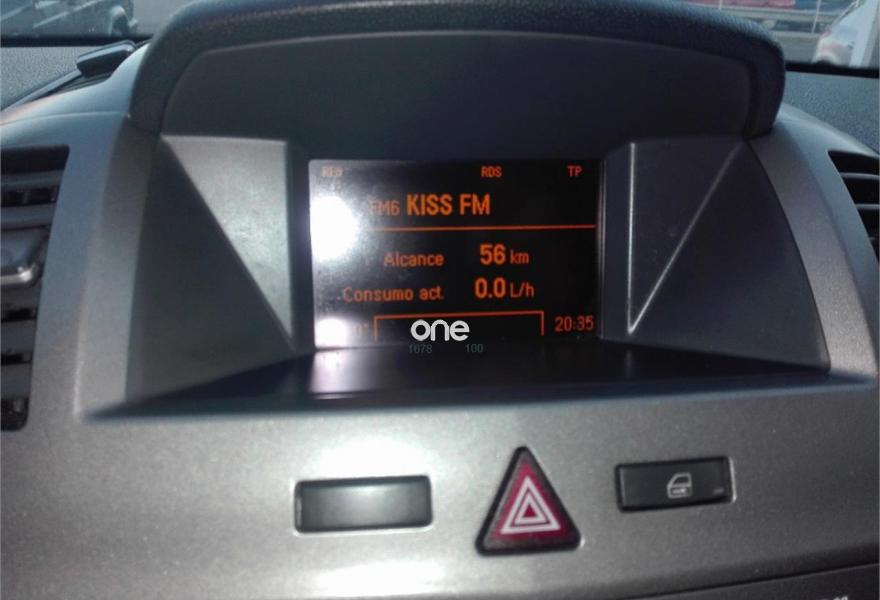 REG RDS TP
FM6 KISS FM
Alcance 56 km
Consumo act. 0.0 L/h
20:35
one
1678 100